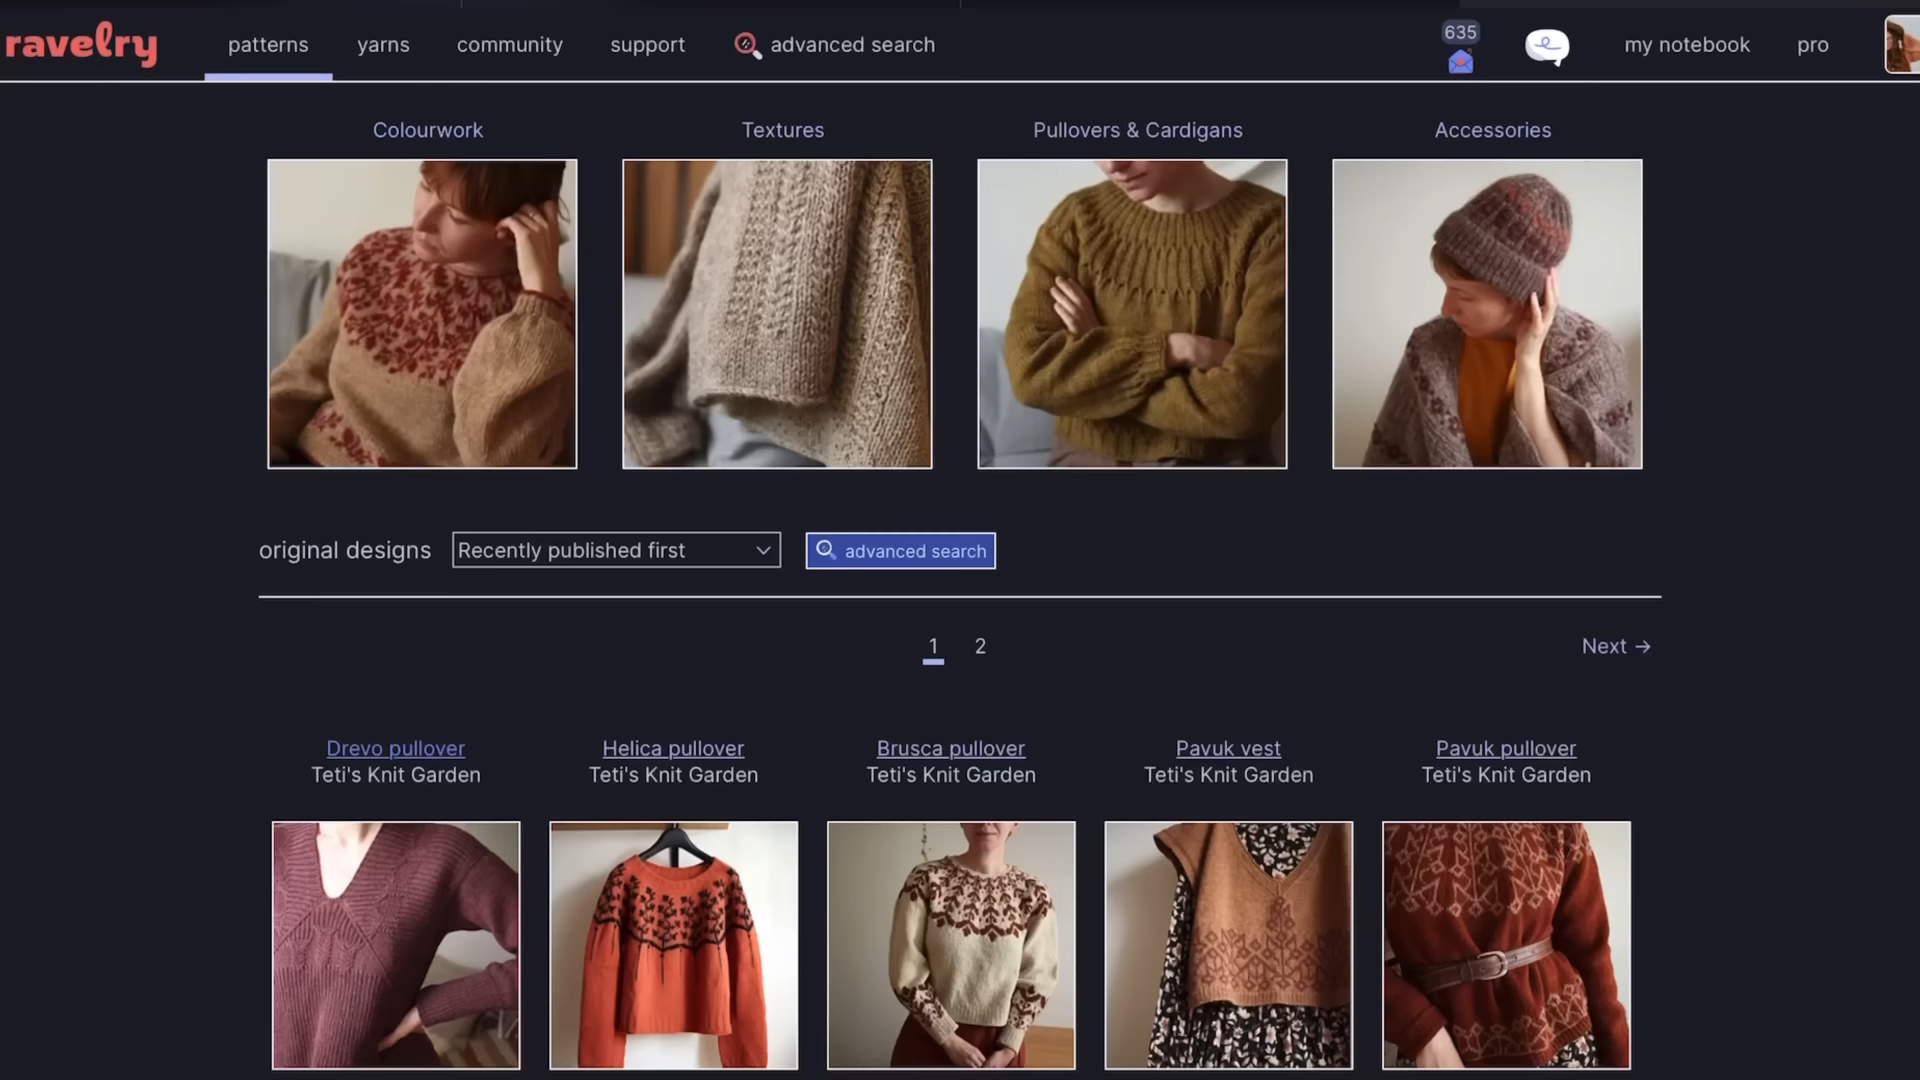 ravelry
patterns
yarns
community
support
advanced search
635
my notebook
pro
Colourwork
Textures
Pullovers & Cardigans
Accessories
original designs
Recently published first
advanced search
1
2
Next →
Drevo pullover
Teti's Knit Garden
Helica pullover
Teti's Knit Garden
Brusca pullover
Teti's Knit Garden
Pavuk vest
Teti's Knit Garden
Pavuk pullover
Teti's Knit Garden